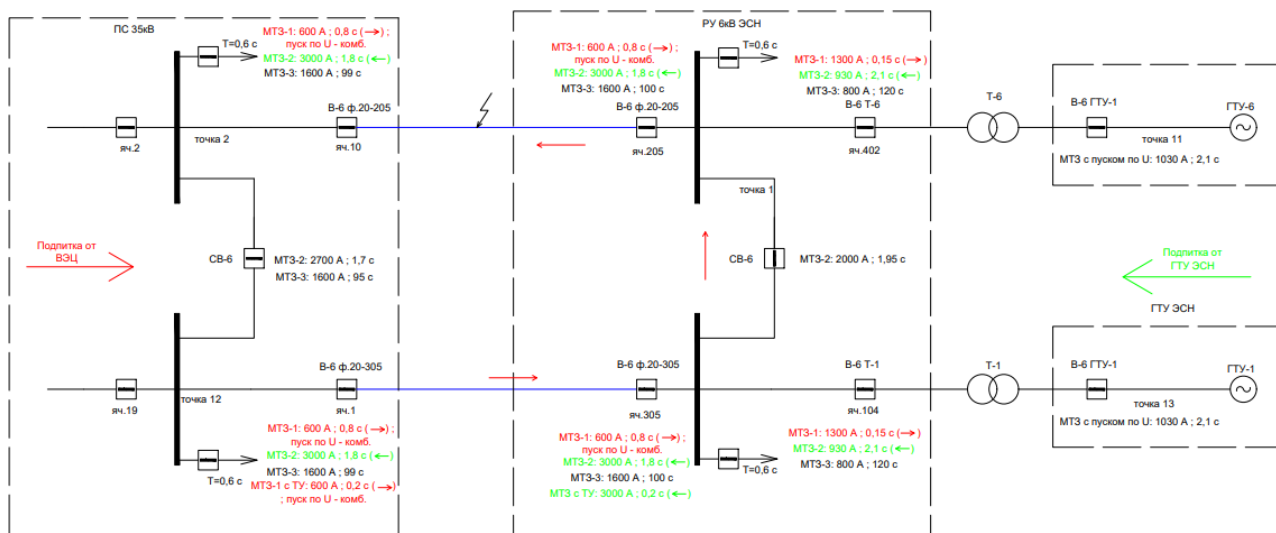 ПС 35кВ
МТЗ-1: 600 А ; 0,8 с (→) ;
пуск по U - комб.
МТЗ-2: 3000 А ; 1,8 с (←)
МТЗ-3: 1600 А ; 99 с
Т=0,6 с
В-6 ф.20-205
яч.2
точка 2
яч.10
Подпитка от
ВЭЦ
СВ-6
МТЗ-2: 2700 А ; 1,7 с
МТЗ-3: 1600 А ; 95 с
В-6 ф.20-305
яч.19
точка 12
яч.1
МТЗ-1: 600 А ; 0,8 с (→) ;
пуск по U - комб.
МТЗ-2: 3000 А ; 1,8 с (←)
МТЗ-3: 1600 А ; 99 с
МТЗ-1 с ТУ: 600 А ; 0,2 с (→)
; пуск по U - комб.
Т=0,6 с
РУ 6кВ ЭСН
МТЗ-1: 600 А ; 0,8 с (→) ;
пуск по U - комб.
МТЗ-2: 3000 А ; 1,8 с (←)
МТЗ-3: 1600 А ; 100 с
Т=0,6 с
МТЗ-1: 1300 А ; 0,15 с (→)
МТЗ-2: 930 А ; 2,1 с (←)
МТЗ-3: 800 А ; 120 с
В-6 ф.20-205
В-6 Т-6
яч.205
яч.402
точка 1
СВ-6
МТЗ-2: 2000 А ; 1,95 с
В-6 ф.20-305
В-6 Т-1
яч.305
яч.104
МТЗ-1: 600 А ; 0,8 с (→) ;
пуск по U - комб.
МТЗ-2: 3000 А ; 1,8 с (←)
МТЗ-3: 1600 А ; 100 с
МТЗ с ТУ: 3000 А ; 0,2 с (←)
Т=0,6 с
МТЗ-1: 1300 А ; 0,15 с (→)
МТЗ-2: 930 А ; 2,1 с (←)
МТЗ-3: 800 А ; 120 с
Т-6
В-6 ГТУ-1
ГТУ-6
точка 11
МТЗ с пуском по U: 1030 А ; 2,1 с
Подпитка от
ГТУ ЭСН
ГТУ ЭСН
Т-1
В-6 ГТУ-1
ГТУ-1
точка 13
МТЗ с пуском по U: 1030 А ; 2,1 с